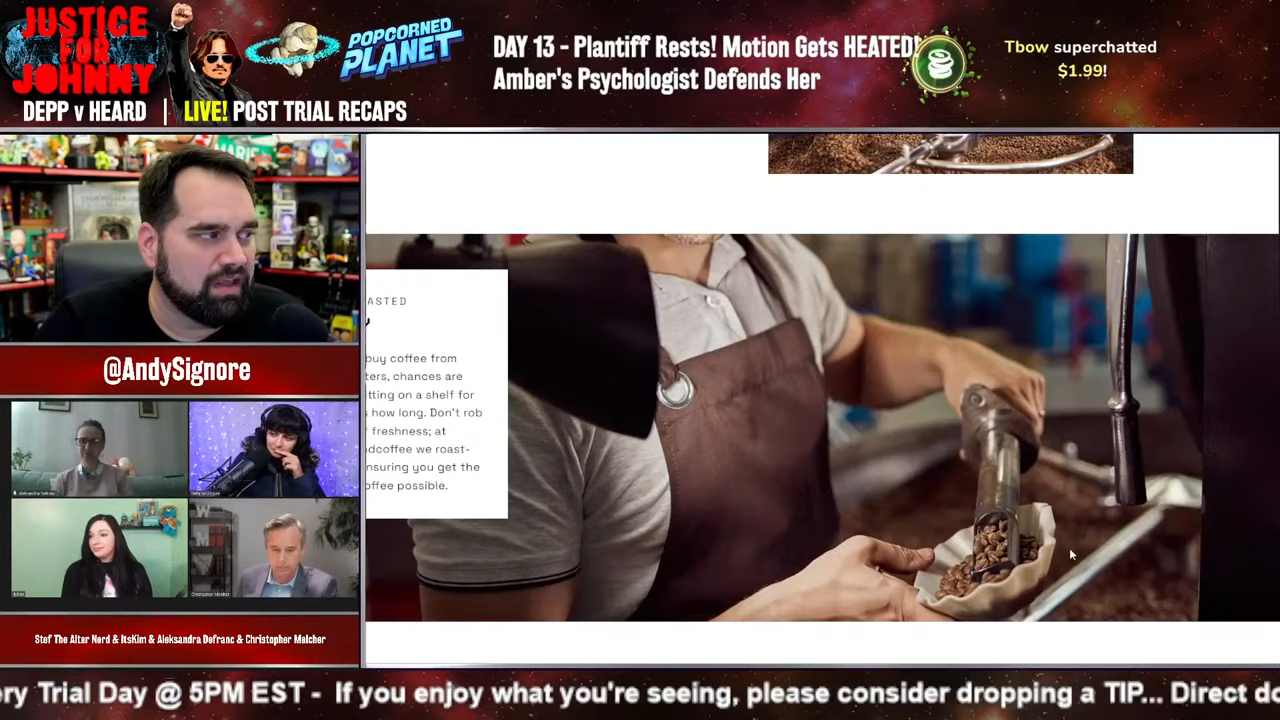 JUSTICE
FOR
JOHNNY
DEPP v HEARD | LIVE! POST TRIAL RECAPS
POPCORNED
PLANET
DAY 13 - Plantiff Rests! Motion Gets HEATED!
Amber's Psychologist Defends Her
Tbow superchatted
$1.99!
@AndySignore
ASTED
buy coffee from
ters, chances are
tting on a shelf for
s how long. Don't rob
f freshness; at
ndcoffee we roast-
nsuring you get the
offee possible.
Christopher Melcher
Stef The Alter Nerd & ItsKim & Aleksandra Defranc & Christopher Melcher
ry Trial Day @ 5PM EST - If you enjoy what you're seeing, please consider dropping a TIP... Direct do